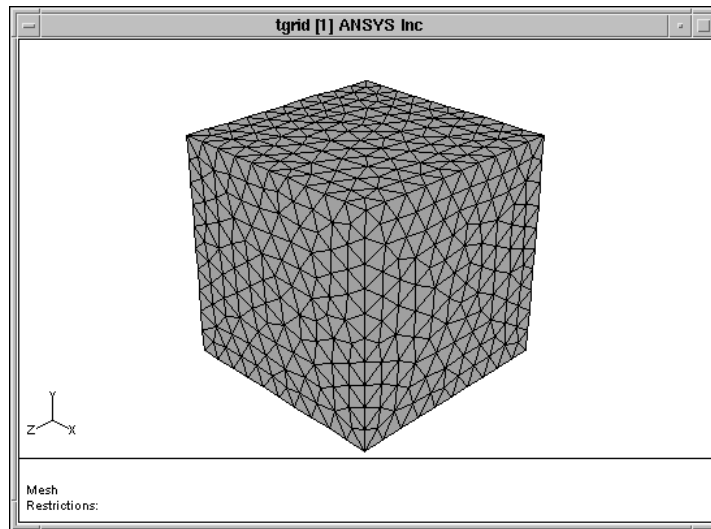 tgrid [1] ANSYS Inc
Y
Z
X
Mesh
Restrictions: